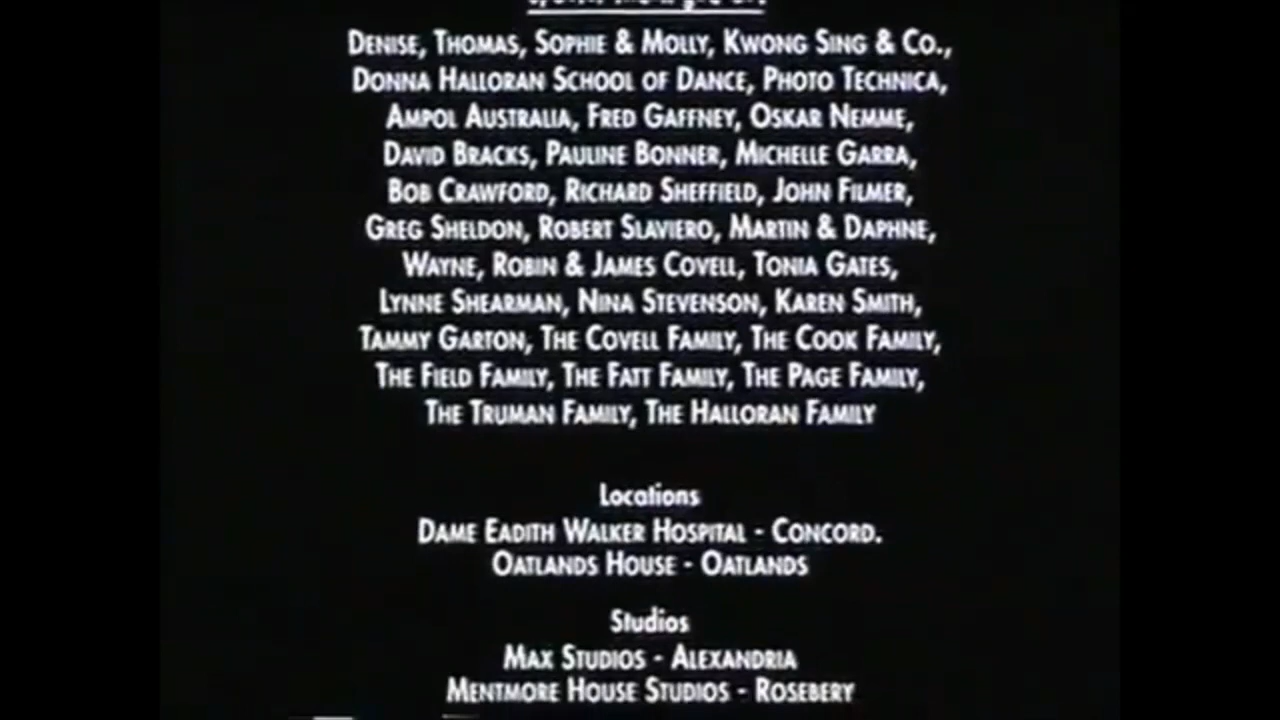 Denise, Thomas, Sophie & Molly, Kwong Sing & Co.,
Donna Halloran School of Dance, Photo Technica,
Ampol Australia, Fred Gaffney, Oskar Nemme,
David Bracks, Pauline Bonner, Michelle Garra,
Bob Crawford, Richard Sheffield, John Filmer,
Greg Sheldon, Robert Slaviero, Martin & Daphne,
Wayne, Robin & James Covell, Tonia Gates,
Lynne Shearman, Nina Stevenson, Karen Smith,
Tammy Garton, The Covell Family, The Cook Family,
The Field Family, The Fatt Family, The Page Family,
The Truman Family, The Halloran Family
Locations
Dame Eadith Walker Hospital - Concord.
Oatlands House - Oatlands
Studios
Max Studios - Alexandria
Mentmore House Studios - Rosebery